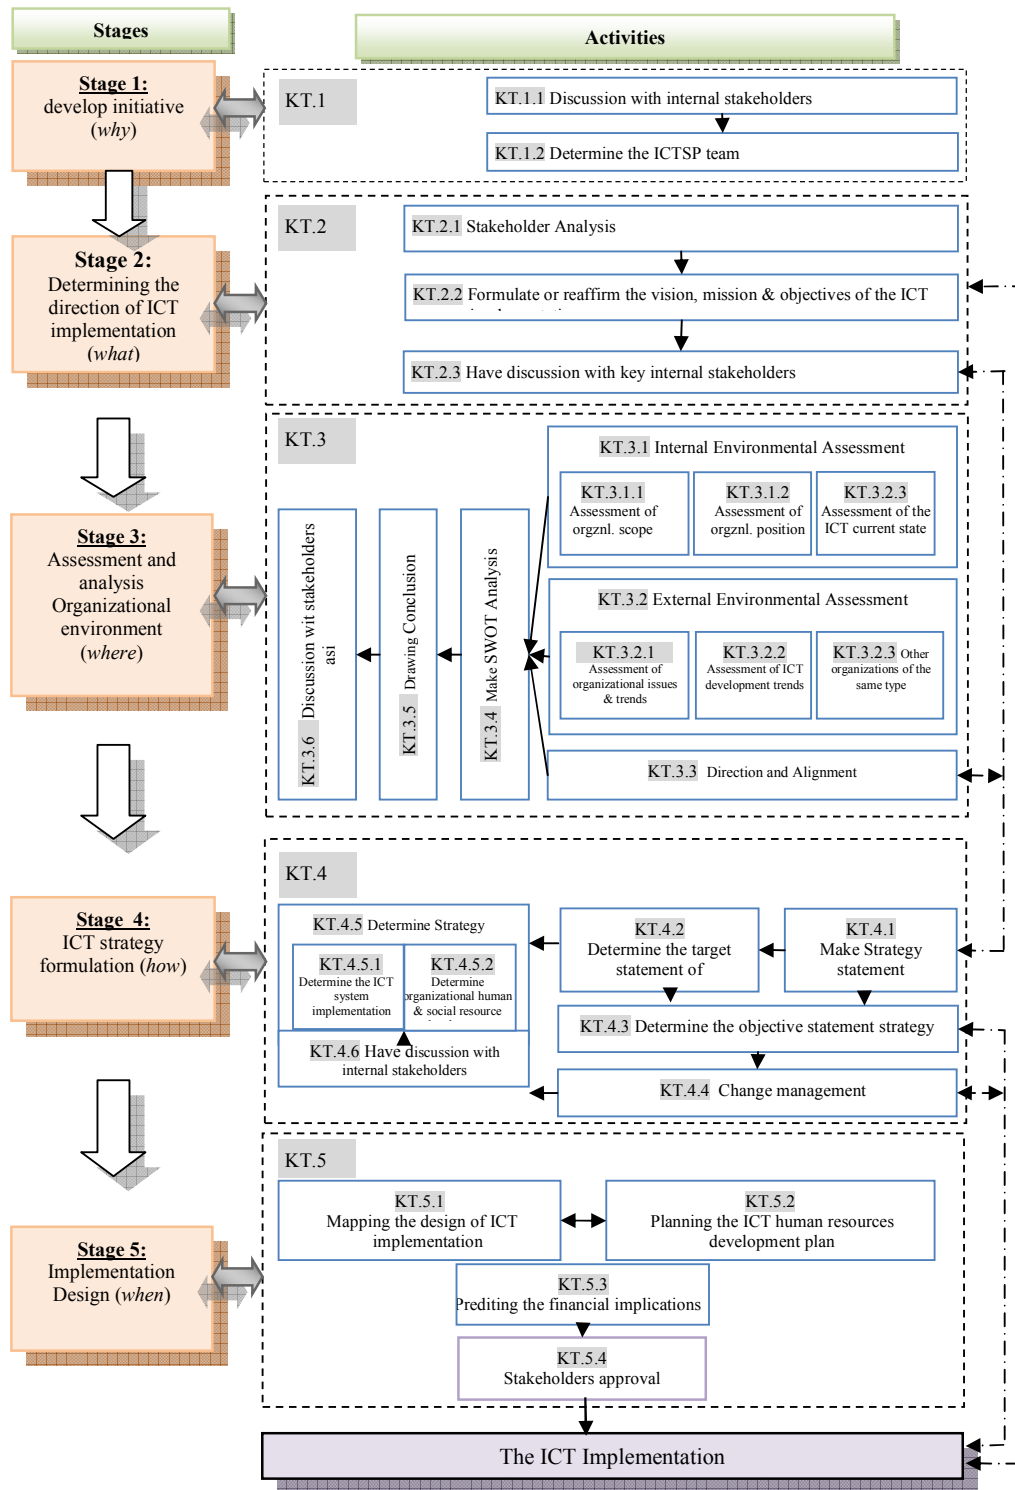 Stages
Activities
Stage 1:
develop initiative
(why)
KT.1
KT.1.1 Discussion with internal stakeholders
KT.1.2 Determine the ICTSP team
Stage 2:
Determining the
direction of ICT
implementation
(what)
KT.2
KT.2.1 Stakeholder Analysis
KT.2.2 Formulate or reaffirm the vision, mission & objectives of the ICT
KT.2.3 Have discussion with key internal stakeholders
Stage 3:
Assessment and
analysis
Organizational
environment
(where)
KT.3
KT.3.1 Internal Environmental Assessment
KT.3.1.1
Assessment of
orgznl. scope
KT.3.1.2
Assessment of
orgznl. position
KT.3.2.3
Assessment of the
ICT current state
KT.3.2 External Environmental Assessment
KT.3.2.1
Assessment of
organizational issues
& trends
KT.3.2.2
Assessment of ICT
development trends
KT.3.2.3 Other
organizations of the
same type
KT.3.3 Direction and Alignment
KT.3.4 Make SWOT Analysis
KT.3.5 Drawing Conclusion
KT.3.6 Discussion wit stakeholders
asi
Stage 4:
ICT strategy
formulation (how)
KT.4
KT.4.5 Determine Strategy
KT.4.5.1
Determine the ICT
system
implementation
KT.4.5.2
Determine
organizational human
& social resource
KT.4.6 Have discussion with
internal stakeholders
KT.4.2
Determine the target
statement of
KT.4.1
Make Strategy
statement
KT.4.3 Determine the objective statement strategy
KT.4.4 Change management
Stage 5:
Implementation
Design (when)
KT.5
KT.5.1
Mapping the design of ICT
implementation
KT.5.2
Planning the ICT human resources
development plan
KT.5.3
Prediting the financial implications
KT.5.4
Stakeholders approval
The ICT Implementation